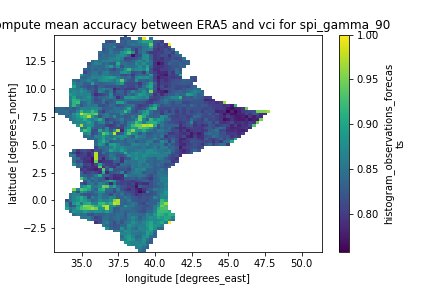 ompute mean accuracy between ERA5 and vci for spi_gamma_90
12.5
10.0
7.5
5.0
2.5
0.0
−2.5
latitude [degrees_north]
35.0 37.5 40.0 42.5 45.0 47.5 50.0
longitude [degrees_east]
1.00
0.95
0.90
0.85
0.80
histogram_observations_forecas
ts